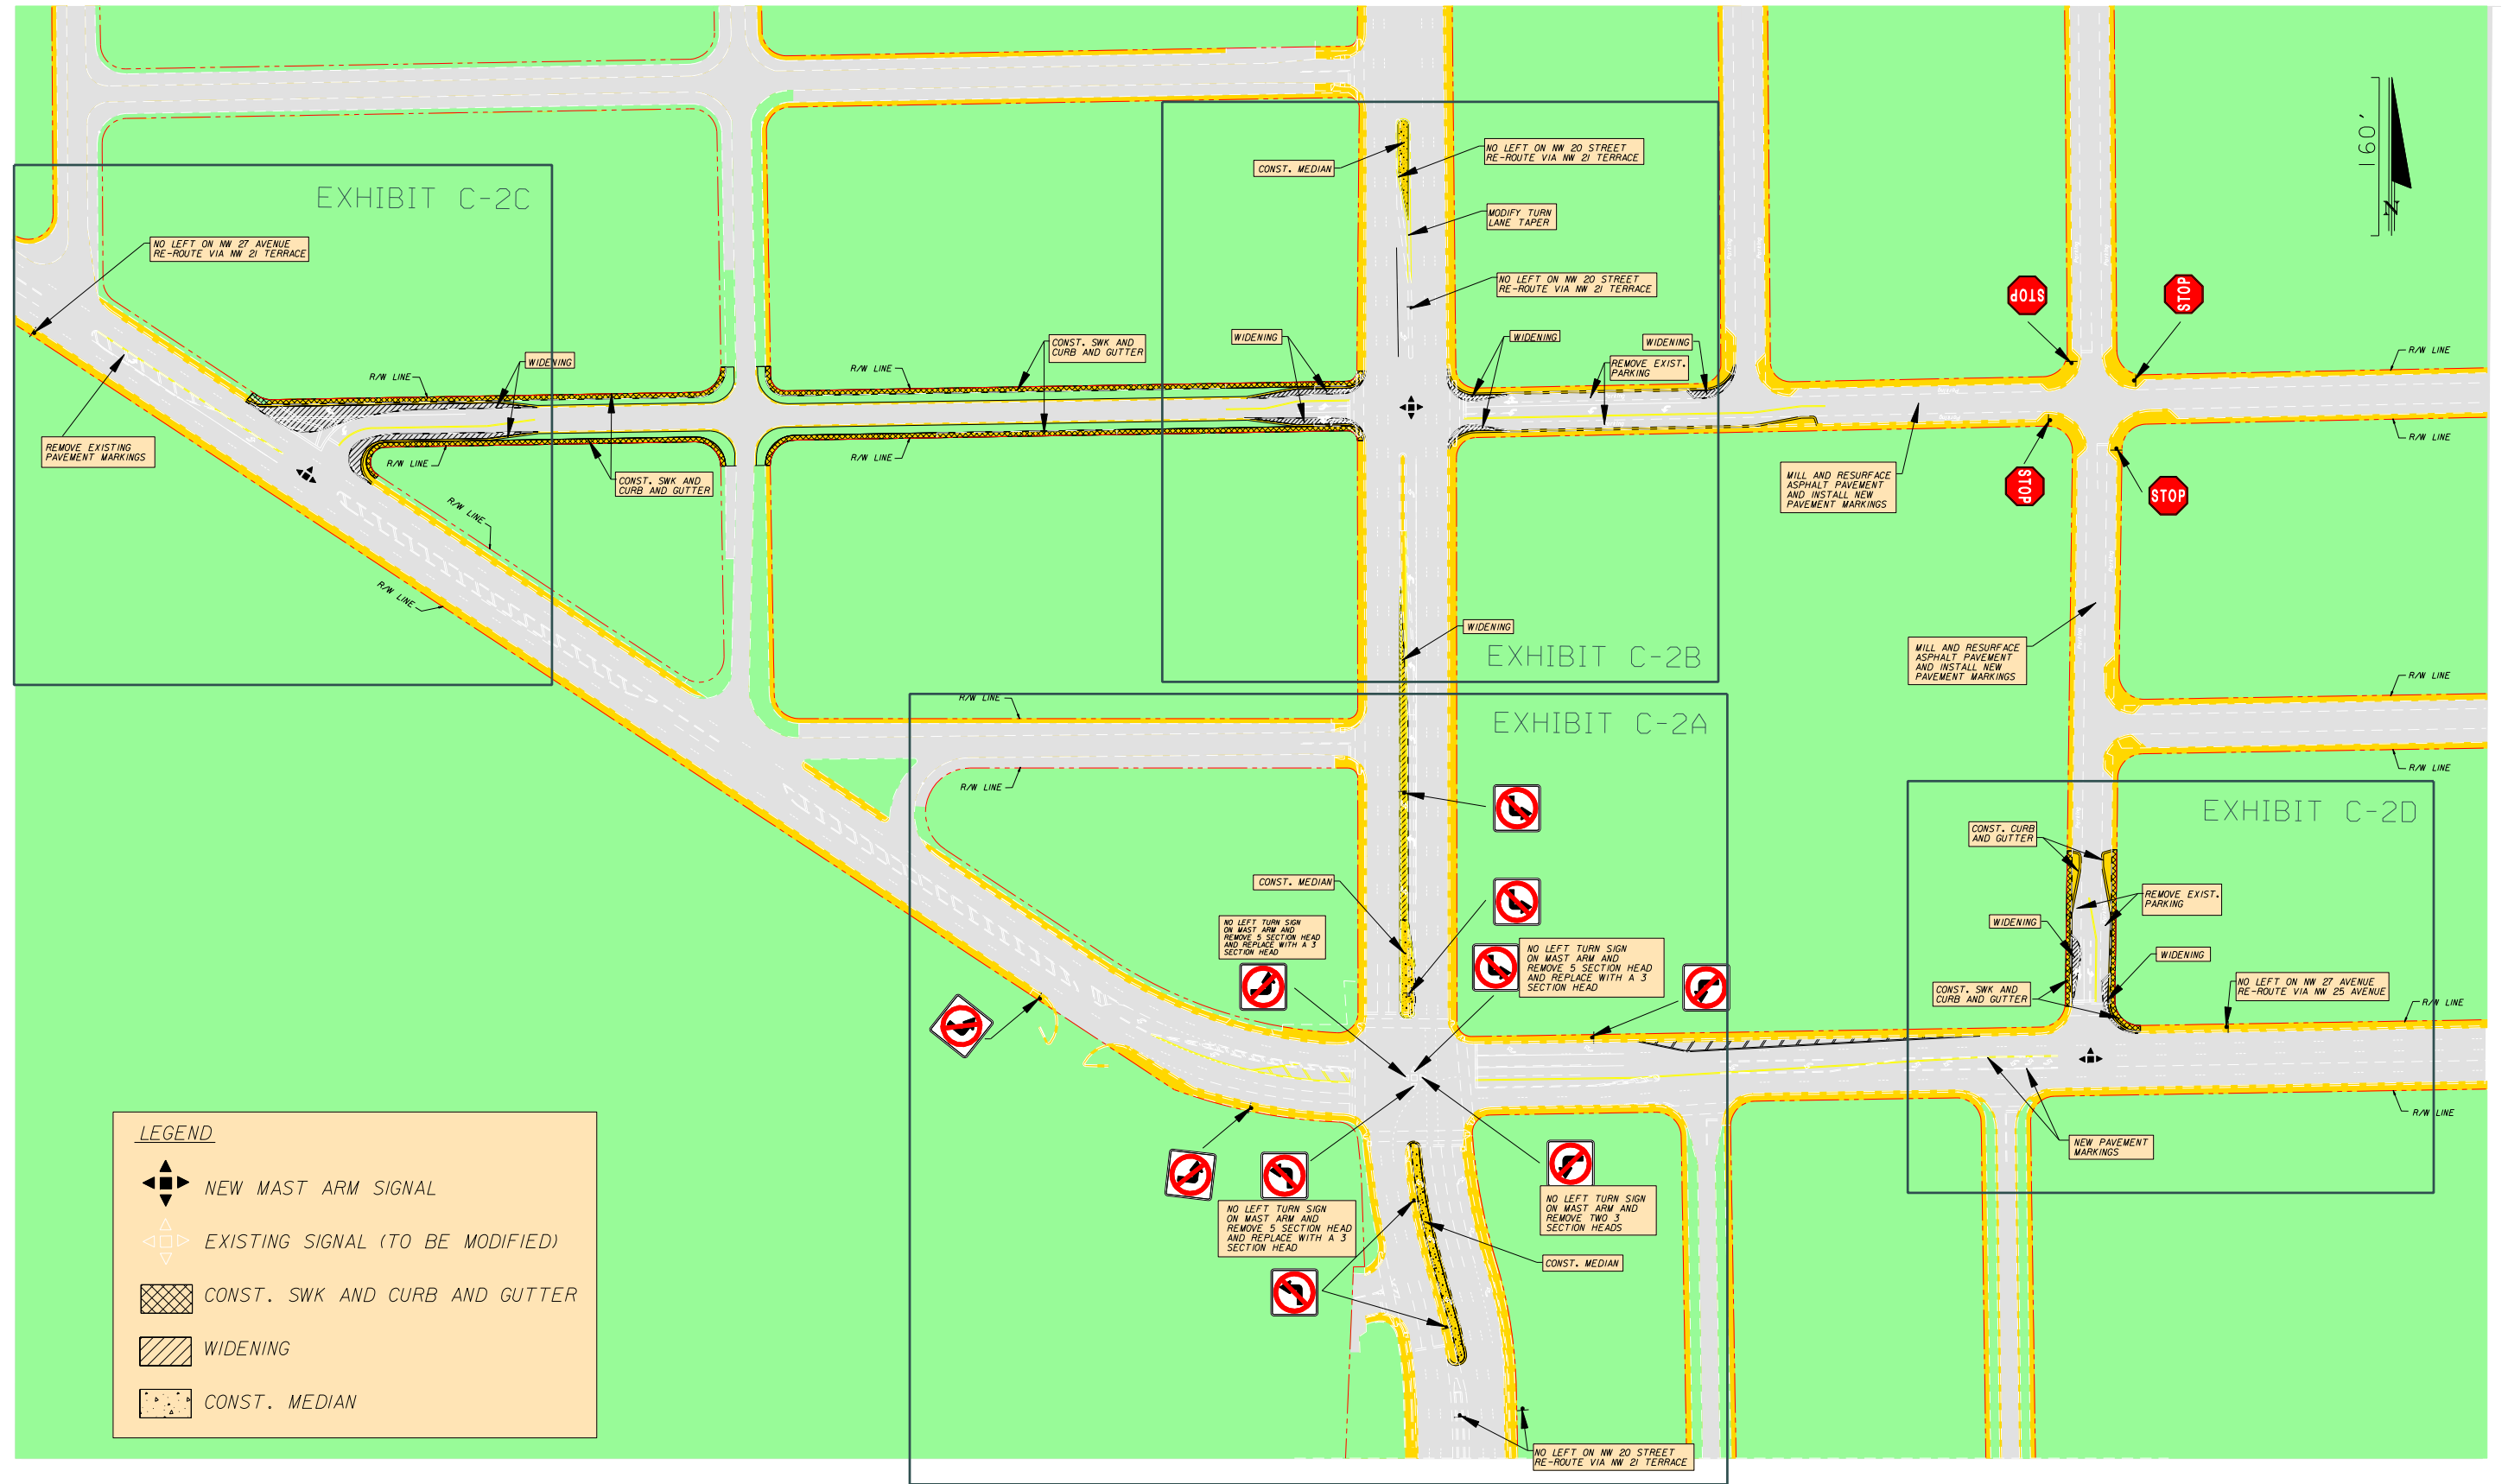 160'
N
EXHIBIT C-2C
NO LEFT ON NW 27 AVENUE
RE-ROUTE VIA NW 21 TERRACE
REMOVE EXISTING
PAVEMENT MARKINGS
R/W LINE
WIDENING
R/W LINE
CONST. SWK AND
CURB AND GUTTER
R/W LINE
R/W LINE
R/W LINE
CONST. SWK AND
CURB AND GUTTER
R/W LINE
CONST. MEDIAN
NO LEFT ON NW 20 STREET
RE-ROUTE VIA NW 21 TERRACE
MODIFY TURN
LANE TAPER
NO LEFT ON NW 20 STREET
RE-ROUTE VIA NW 21 TERRACE
WIDENING
WIDENING
WIDENING
REMOVE EXIST.
PARKING
WIDENING
EXHIBIT C-2B
STOP
STOP
STOP
STOP
R/W LINE
R/W LINE
MILL AND RESURFACE
ASPHALT PAVEMENT
AND INSTALL NEW
PAVEMENT MARKINGS
MILL AND RESURFACE
ASPHALT PAVEMENT
AND INSTALL NEW
PAVEMENT MARKINGS
R/W LINE
R/W LINE
R/W LINE
R/W LINE
EXHIBIT C-2A
CONST. MEDIAN
NO LEFT TURN SIGN
ON MAST ARM AND
REMOVE 5 SECTION HEAD
AND REPLACE WITH A 3
SECTION HEAD
NO LEFT TURN SIGN
ON MAST ARM AND
REMOVE 5 SECTION HEAD
AND REPLACE WITH A 3
SECTION HEAD
NO LEFT TURN SIGN
ON MAST ARM AND
REMOVE 5 SECTION HEAD
AND REPLACE WITH A 3
SECTION HEAD
NO LEFT TURN SIGN
ON MAST ARM AND
REMOVE TWO 3
SECTION HEADS
CONST. MEDIAN
NO LEFT ON NW 20 STREET
RE-ROUTE VIA NW 21 TERRACE
EXHIBIT C-2D
CONST. CURB
AND GUTTER
REMOVE EXIST.
PARKING
WIDENING
WIDENING
CONST. SWK AND
CURB AND GUTTER
NO LEFT ON NW 27 AVENUE
RE-ROUTE VIA NW 25 AVENUE
R/W LINE
R/W LINE
NEW PAVEMENT
MARKINGS
LEGEND
NEW MAST ARM SIGNAL
EXISTING SIGNAL (TO BE MODIFIED)
CONST. SWK AND CURB AND GUTTER
WIDENING
CONST. MEDIAN